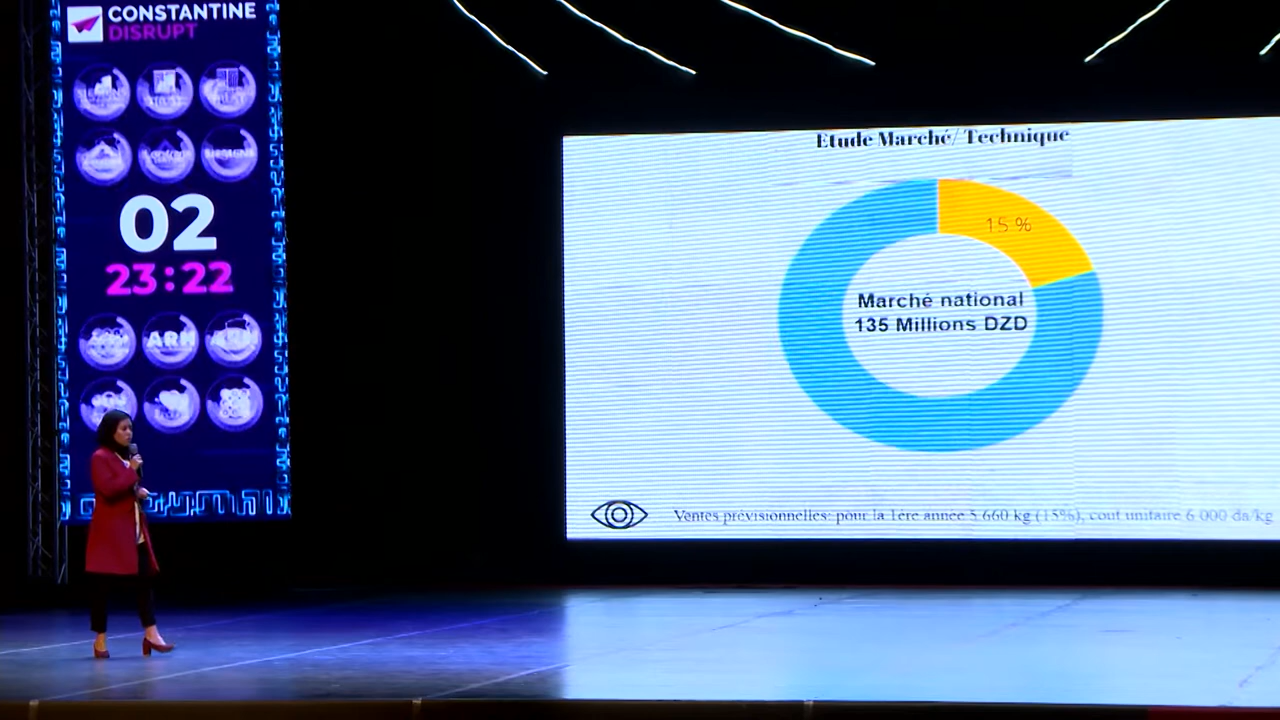 CONSTANTINE
DISRUPT
02
23:22
ARH
Etude Marché/ Technique
15 %
Marché national
135 Millions DZD
Ventes prévisionnelles: pour la 1ère année 5 660 kg (15%), cout unitaire 6 000 da/kg